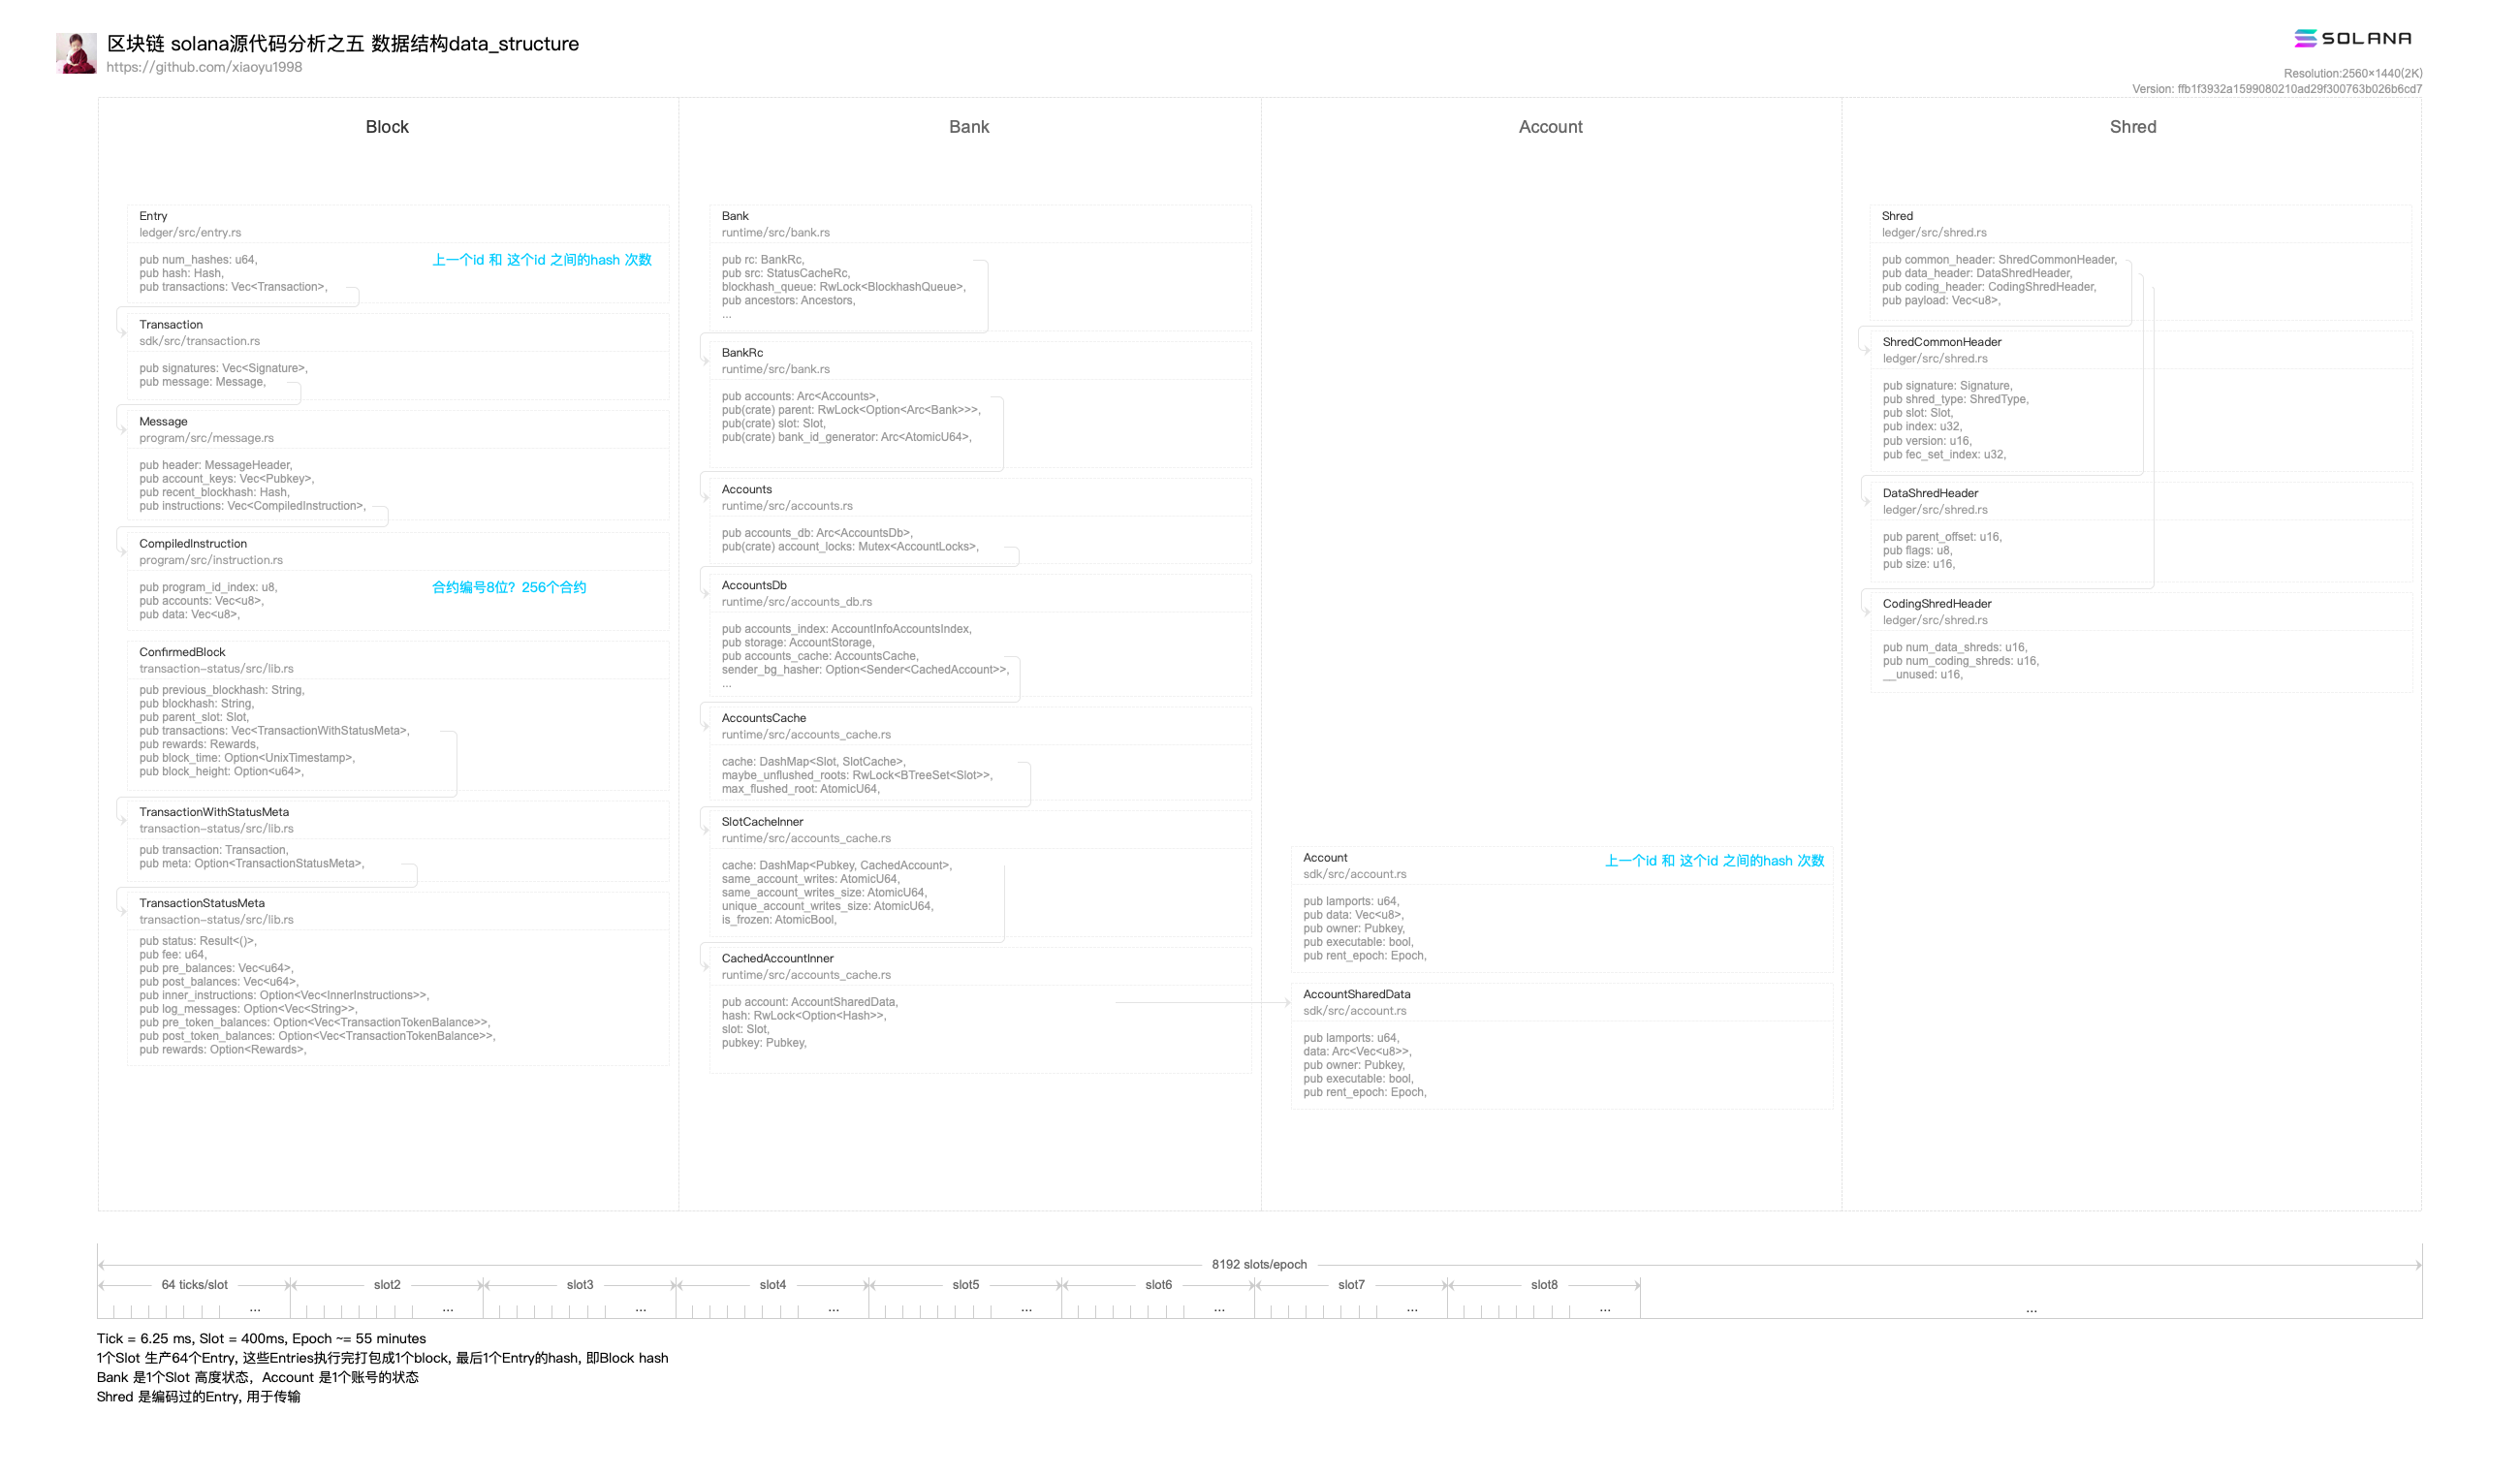 区块链 solana源代码分析之五 数据结构data_structure
https://github.com/xiaoyu1998
SOLANA
Resolution:2560×1440(2K)
Version: ffb1f3932a1599080210ad29f300763b026b6cd7
Block
Entry
ledger/src/entry.rs
pub num_hashes: u64,
上一个id 和 这个id 之间的hash 次数
pub hash: Hash,
pub transactions: Vec<Transaction>,
Transaction
sdk/src/transaction.rs
pub signatures: Vec<Signature>,
pub message: Message,
Message
program/src/message.rs
pub header: MessageHeader,
pub account_keys: Vec<Pubkey>,
pub recent_blockhash: Hash,
pub instructions: Vec<CompiledInstruction>,
CompiledInstruction
program/src/instruction.rs
pub program_id_index: u8,
合约编号8位？256个合约
pub accounts: Vec<u8>,
pub data: Vec<u8>,
ConfirmedBlock
transaction-status/src/lib.rs
pub previous_blockhash: String,
pub blockhash: String,
pub parent_slot: Slot,
pub transactions: Vec<TransactionWithStatusMeta>,
pub rewards: Rewards,
pub block_time: Option<UnixTimestamp>,
pub block_height: Option<u64>,
TransactionWithStatusMeta
transaction-status/src/lib.rs
pub transaction: Transaction,
pub meta: Option<TransactionStatusMeta>,
TransactionStatusMeta
transaction-status/src/lib.rs
pub status: Result<()>,
pub fee: u64,
pub pre_balances: Vec<u64>,
pub post_balances: Vec<u64>,
pub inner_instructions: Option<Vec<InnerInstructions>>,
pub log_messages: Option<Vec<String>>,
pub pre_token_balances: Option<Vec<TransactionTokenBalance>>,
pub post_token_balances: Option<Vec<TransactionTokenBalance>>,
pub rewards: Option<Rewards>,
Bank
Bank
runtime/src/bank.rs
pub rc: BankRc,
pub src: StatusCacheRc,
blockhash_queue: RwLock<BlockhashQueue>,
pub ancestors: Ancestors,
...
BankRc
runtime/src/bank.rs
pub accounts: Arc<Accounts>,
pub(crate) parent: RwLock<Option<Arc<Bank>>>,
pub(crate) slot: Slot,
pub(crate) bank_id_generator: Arc<AtomicU64>,
Accounts
runtime/src/accounts.rs
pub accounts_db: Arc<AccountsDb>,
pub(crate) account_locks: Mutex<AccountLocks>,
AccountsDb
runtime/src/accounts_db.rs
pub accounts_index: AccountInfoAccountsIndex,
pub storage: AccountStorage,
pub accounts_cache: AccountsCache,
sender_bg_hasher: Option<Sender<CachedAccount>>,
...
AccountsCache
runtime/src/accounts_cache.rs
cache: DashMap<Slot, SlotCache>,
maybe_unflushed_roots: RwLock<BTreeSet<Slot>>,
max_flushed_root: AtomicU64,
SlotCacheInner
runtime/src/accounts_cache.rs
cache: DashMap<Pubkey, CachedAccount>,
same_account_writes: AtomicU64,
same_account_writes_size: AtomicU64,
unique_account_writes_size: AtomicU64,
is_frozen: AtomicBool,
CachedAccountInner
runtime/src/accounts_cache.rs
pub account: AccountSharedData,
hash: RwLock<Option<Hash>>,
slot: Slot,
pubkey: Pubkey,
Account
Account
上一个id 和 这个id 之间的hash 次数
sdk/src/account.rs
pub lamports: u64,
pub data: Vec<u8>,
pub owner: Pubkey,
pub executable: bool,
pub rent_epoch: Epoch,
AccountSharedData
sdk/src/account.rs
pub lamports: u64,
data: Arc<Vec<u8>>,
pub owner: Pubkey,
pub executable: bool,
pub rent_epoch: Epoch,
Shred
Shred
ledger/src/shred.rs
pub common_header: ShredCommonHeader,
pub data_header: DataShredHeader,
pub coding_header: CodingShredHeader,
pub payload: Vec<u8>,
ShredCommonHeader
ledger/src/shred.rs
pub signature: Signature,
pub shred_type: ShredType,
pub slot: Slot,
pub index: u32,
pub version: u16,
pub fec_set_index: u32,
DataShredHeader
ledger/src/shred.rs
pub parent_offset: u16,
pub flags: u8,
pub size: u16,
CodingShredHeader
ledger/src/shred.rs
pub num_data_shreds: u16,
pub num_coding_shreds: u16,
__unused: u16,
8192 slots/epoch
64 ticks/slot slot2 slot3 slot4 slot5 slot6 slot7 slot8
... ... ... ... ... ... ... ... ...
Tick = 6.25 ms, Slot = 400ms, Epoch ~= 55 minutes
1个Slot 生产64个Entry, 这些Entries执行完打包成1个block, 最后1个Entry的hash, 即Block hash
Bank 是1个Slot 高度状态，Account 是1个账号的状态
Shred 是编码过的Entry, 用于传输